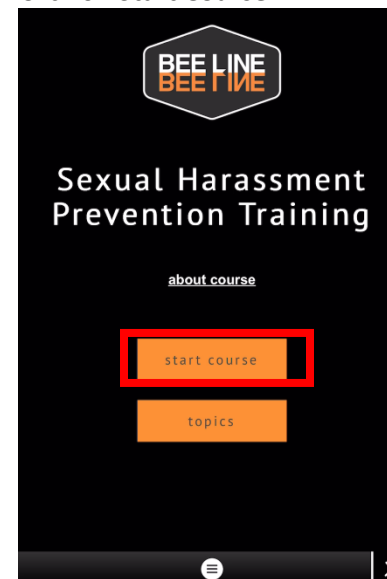 BEE LINE
BEE LINE
Sexual Harassment
Prevention Training
about course
start course
topics